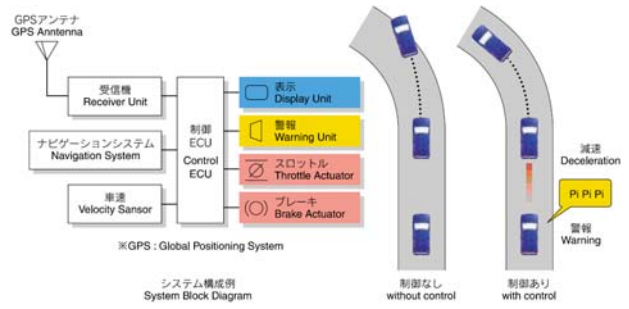 GPSアンテナ
GPS Anntenna
受信機
Receiver Unit
ナビゲーションシステム
Navigation System
車速
Velocity Sansor
制御
ECU
Control
ECU
表示
Display Unit
警報
Warning Unit
スロットル
Throttle Actuator
ブレーキ
Brake Actuator
※GPS : Global Positioning System
システム構成例
System Block Diagram
減速
Deceleration
Pi Pi Pi
警報
Warning
制御なし
without control
制御あり
with control